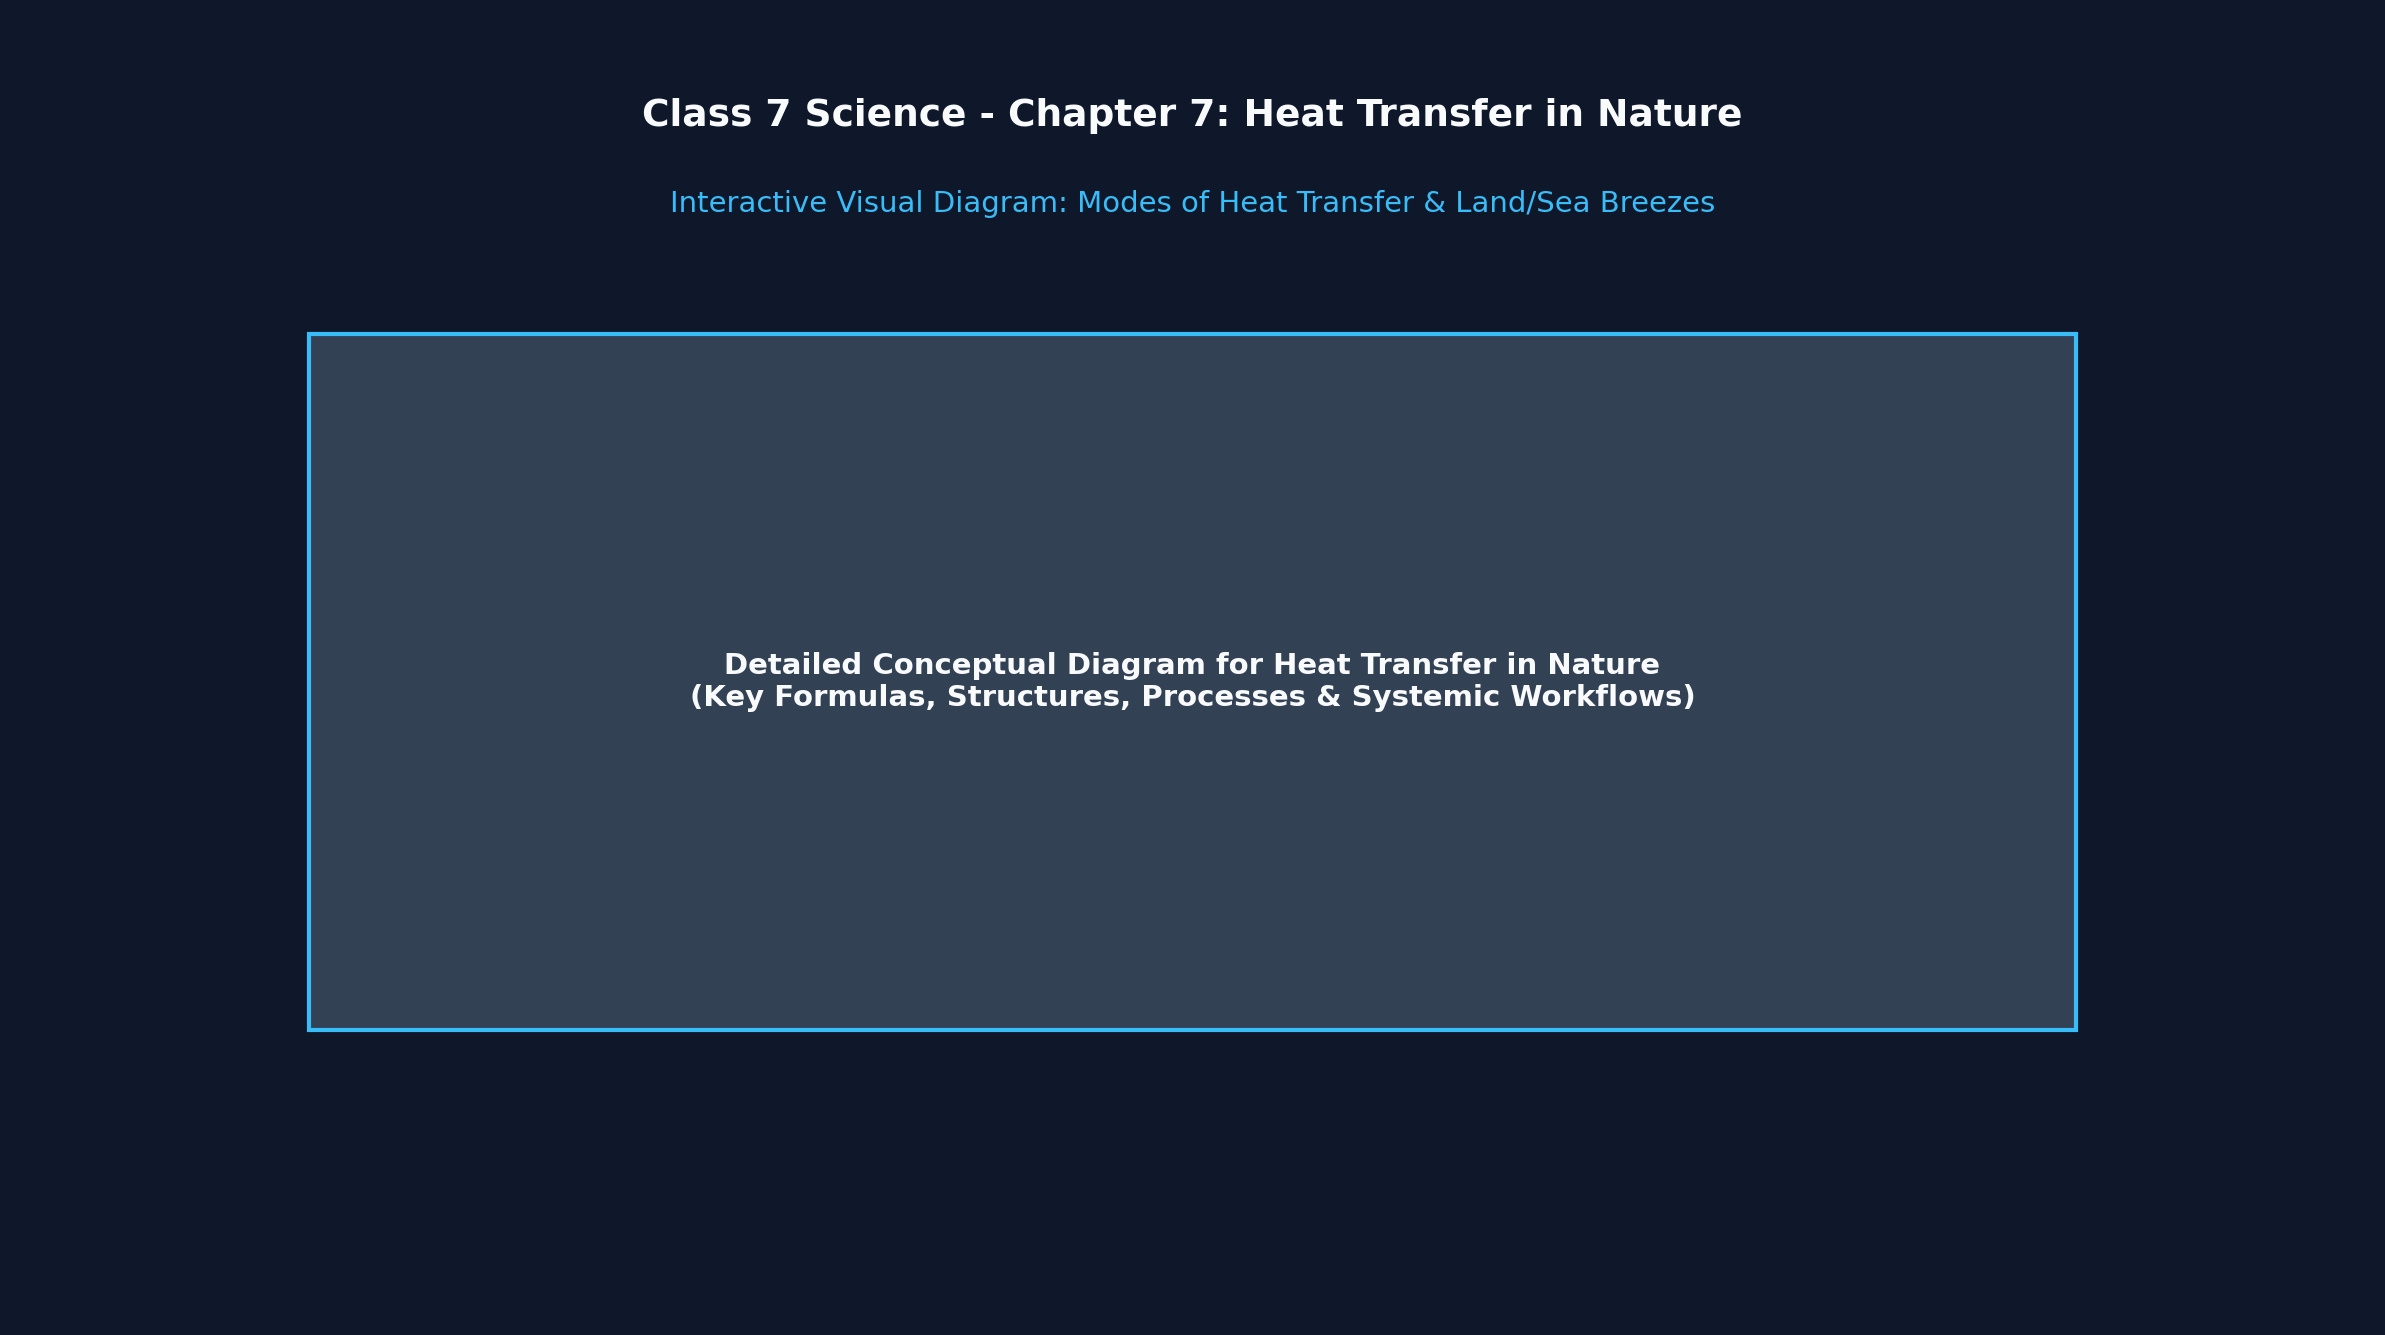 Class 7 Science - Chapter 7: Heat Transfer in Nature
Interactive Visual Diagram: Modes of Heat Transfer & Land/Sea Breezes
Detailed Conceptual Diagram for Heat Transfer in Nature
(Key Formulas, Structures, Processes & Systemic Workflows)